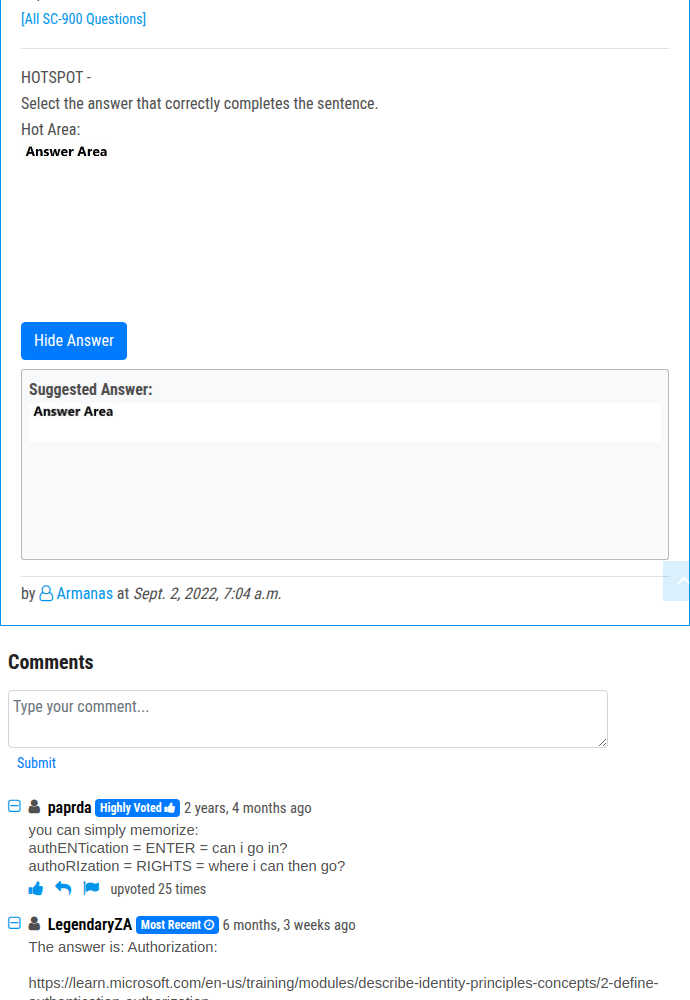 [All SC-900 Questions]
HOTSPOT -
Select the answer that correctly completes the sentence.
Hot Area:
Answer Area
Hide Answer
Suggested Answer:
Answer Area
by Armanas at Sept. 2, 2022, 7:04 a.m.
Comments
Type your comment...
Submit
paprda Highly Voted 2 years, 4 months ago
you can simply memorize:
authENTication = ENTER = can i go in?
authoRIzation = RIGHTS = where i can then go?
upvoted 25 times
LegendaryZA Most Recent 6 months, 3 weeks ago
The answer is: Authorization:
https://learn.microsoft.com/en-us/training/modules/describe-identity-principles-concepts/2-define-
authentication-authorization